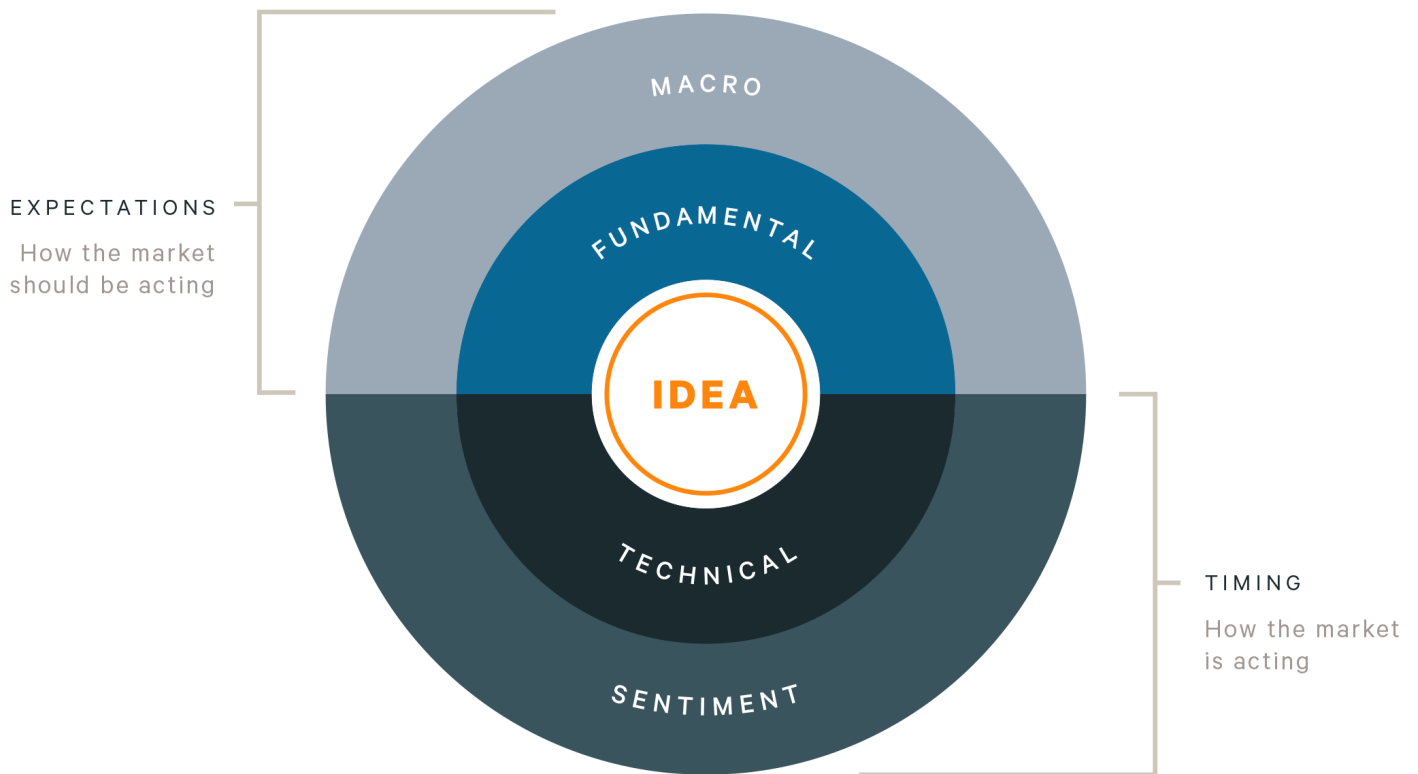 MACRO
EXPECTATIONS
How the market
should be acting
FUNDAMENTAL
IDEA
TECHNICAL
TIMING
How the market
is acting
SENTIMENT